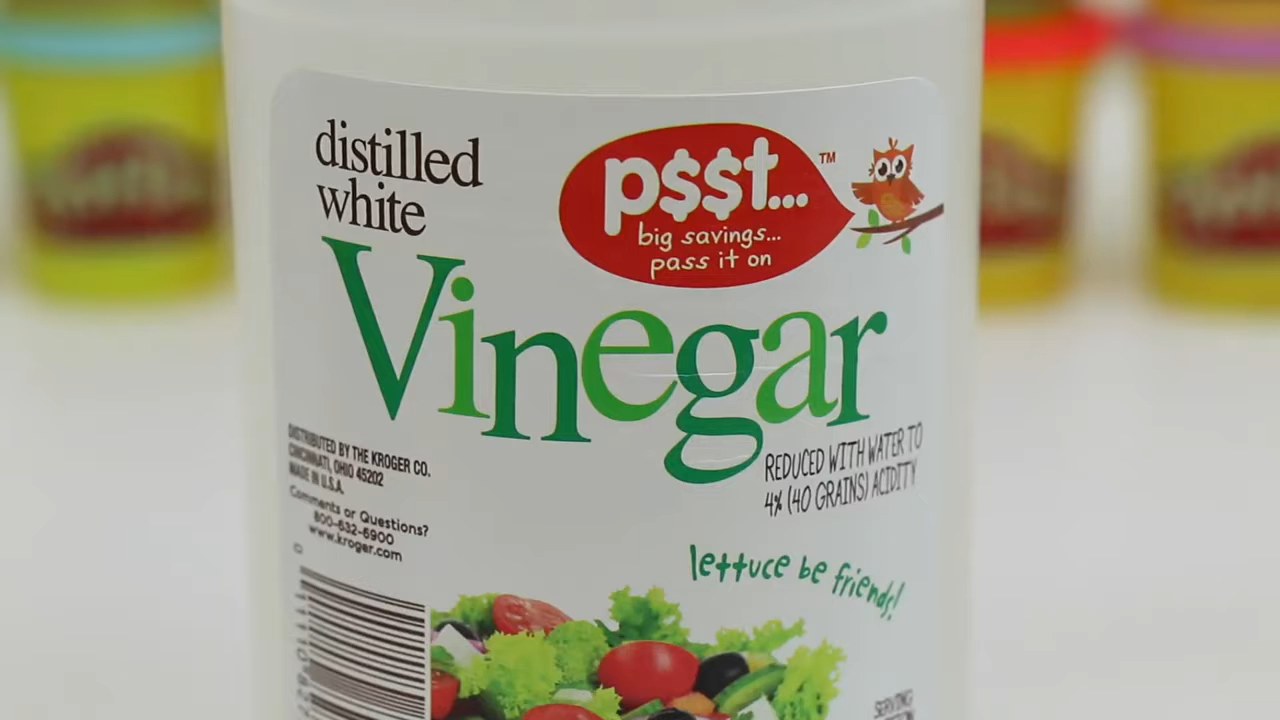 distilled
white
Vinegar
p$$t...™
big savings...
pass it on
REDUCED WITH WATER TO
4% (40 GRAINS) ACIDITY
DISTRIBUTED BY THE KROGER CO.
CINCINNATI, OHIO 45202
MADE IN U.S.A.
Comments or Questions?
800-632-6900
www.kroger.com
lettuce be friends!